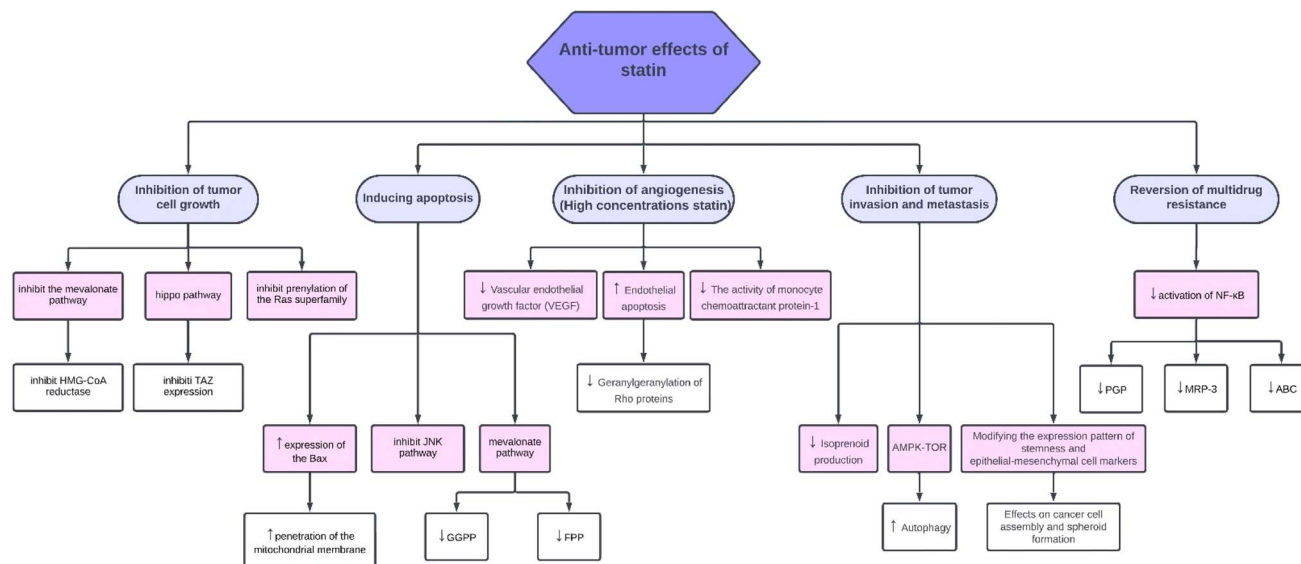 Anti-tumor effects of
statin
Inhibition of tumor
cell growth
Inducing apoptosis
Inhibition of angiogenesis
(High concentrations statin)
Inhibition of tumor
invasion and metastasis
Reversion of multidrug
resistance
inhibit the mevalonate
pathway
hippo pathway
inhibit prenylation of
the Ras superfamily
↓ Vascular endothelial
growth factor (VEGF)
↑ Endothelial
apoptosis
↓ The activity of monocyte
chemoattractant protein-1
↓ activation of NF-κB
inhibit HMG-CoA
reductase
inhibiti TAZ
expression
↓ Geranylgeranylation of
Rho proteins
↓PGP
↓MRP-3
↓ABC
↑expression of
the Bax
inhibit JNK
pathway
mevalonate
pathway
↓ Isoprenoid
production
AMPK-TOR
Modifying the expression pattern of
stemness and
epithelial-mesenchymal cell markers
↑penetration of the
mitochondrial membrane
↓GGPP
↓FPP
↑ Autophagy
Effects on cancer cell
assembly and spheroid
formation